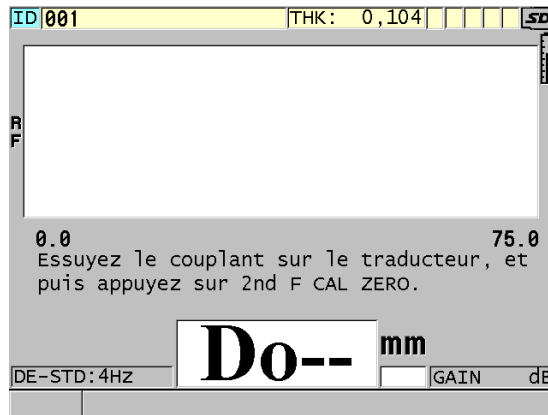 ID 001 THK: 0,104 SD
RF
0.0 75.0
Essuyez le couplant sur le traducteur, et
puis appuyez sur 2nd F CAL ZERO.
Do-- mm
DE-STD:4Hz GAIN dB